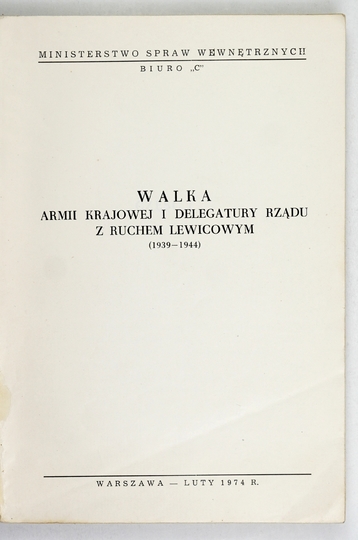 MINISTERSTWO SPRAW WEWNĘTRZNYCH
BIURO „C"
WALKA
ARMII KRAJOWEJ I DELEGATURY RZĄDU
Z RUCHEM LEWICOWYM
(1939—1944)
WARSZAWA — LUTY 1974 R.